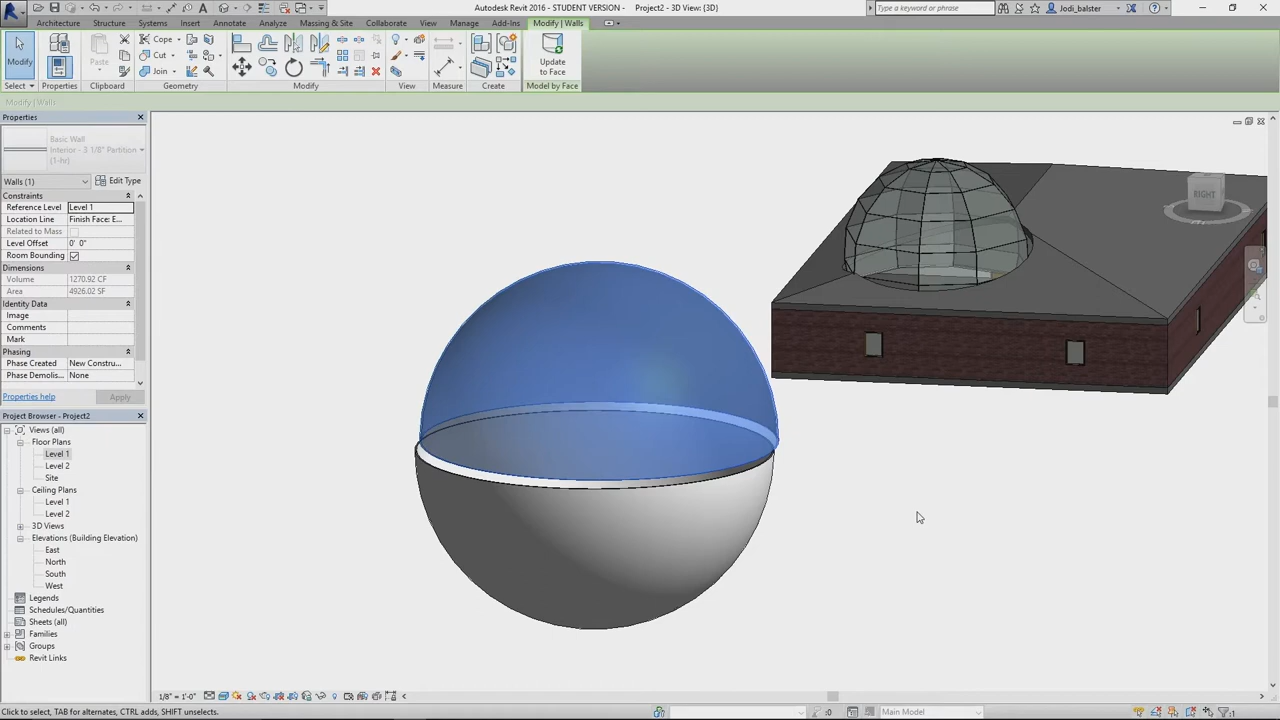 Autodesk Revit 2016 - STUDENT VERSION - Project2 - 3D View: {3D}
Type a keyword or phrase
Jodi_balster
Architecture Structure Systems Insert Annotate Analyze Massing & Site Collaborate View Manage Add-Ins Modify | Walls
Modify
Paste
Cope
Cut
Join
Update
to Face
Select Properties Clipboard Geometry Modify View Measure Create Model by Face
Modify | Walls
Properties
Basic Wall
Interior - 3 1/8" Partition
(1-hr)
Walls (1) Edit Type
Constraints
Reference Level Level 1
Location Line Finish Face: E...
Related to Mass
Level Offset 0' 0"
Room Bounding
Dimensions
Volume 1270.92 CF
Area 4926.02 SF
Identity Data
Image
Comments
Mark
Phasing
Phase Created New Constru...
Phase Demolis... None
Properties help Apply
Project Browser - Project2
Views (all)
Floor Plans
Level 1
Level 2
Site
Ceiling Plans
Level 1
Level 2
3D Views
Elevations (Building Elevation)
East
North
South
West
Legends
Schedules/Quantities
Sheets (all)
Families
Groups
Revit Links
RIGHT
1/8" = 1'-0"
Click to select, TAB for alternates, CTRL adds, SHIFT unselects.
:0
Main Model
:1